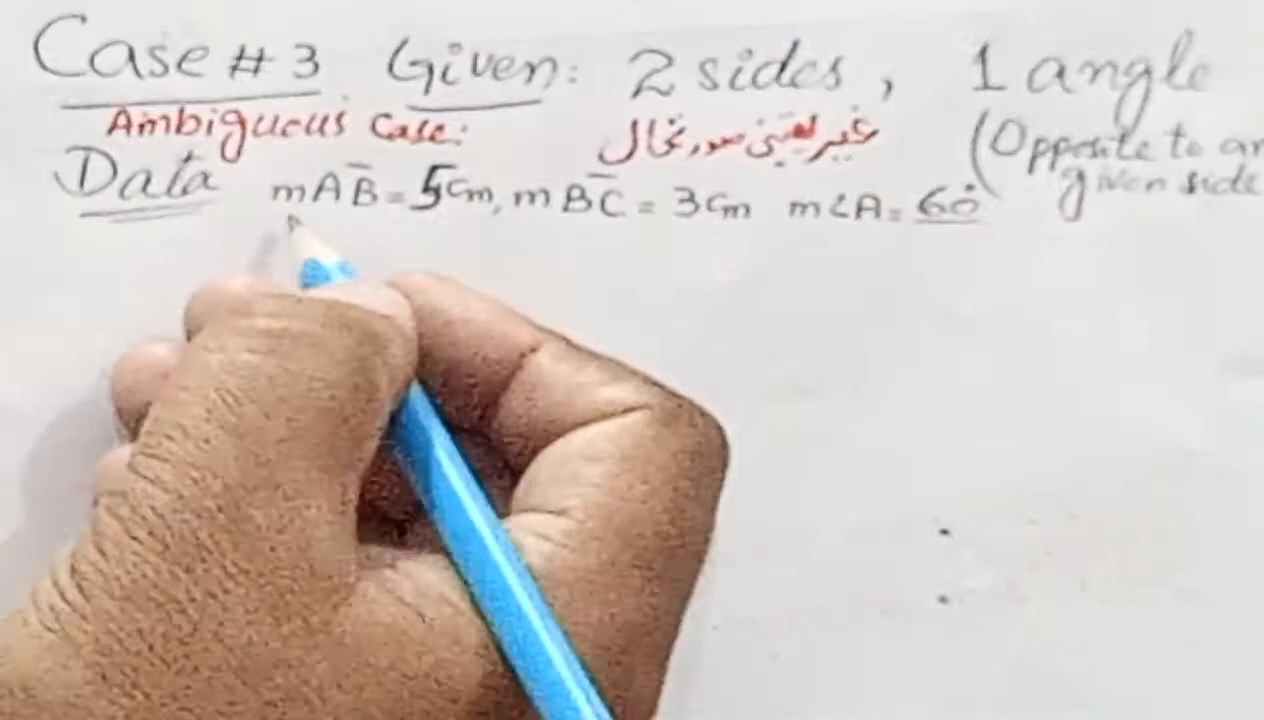 Case # 3 Given: 2 sides, 1 angle
Ambiguous Case: غیر یقینی صورتحال (Opposite to
Data given side
mAB̅ = 5cm, mBC̅ = 3cm m∠A = 60°